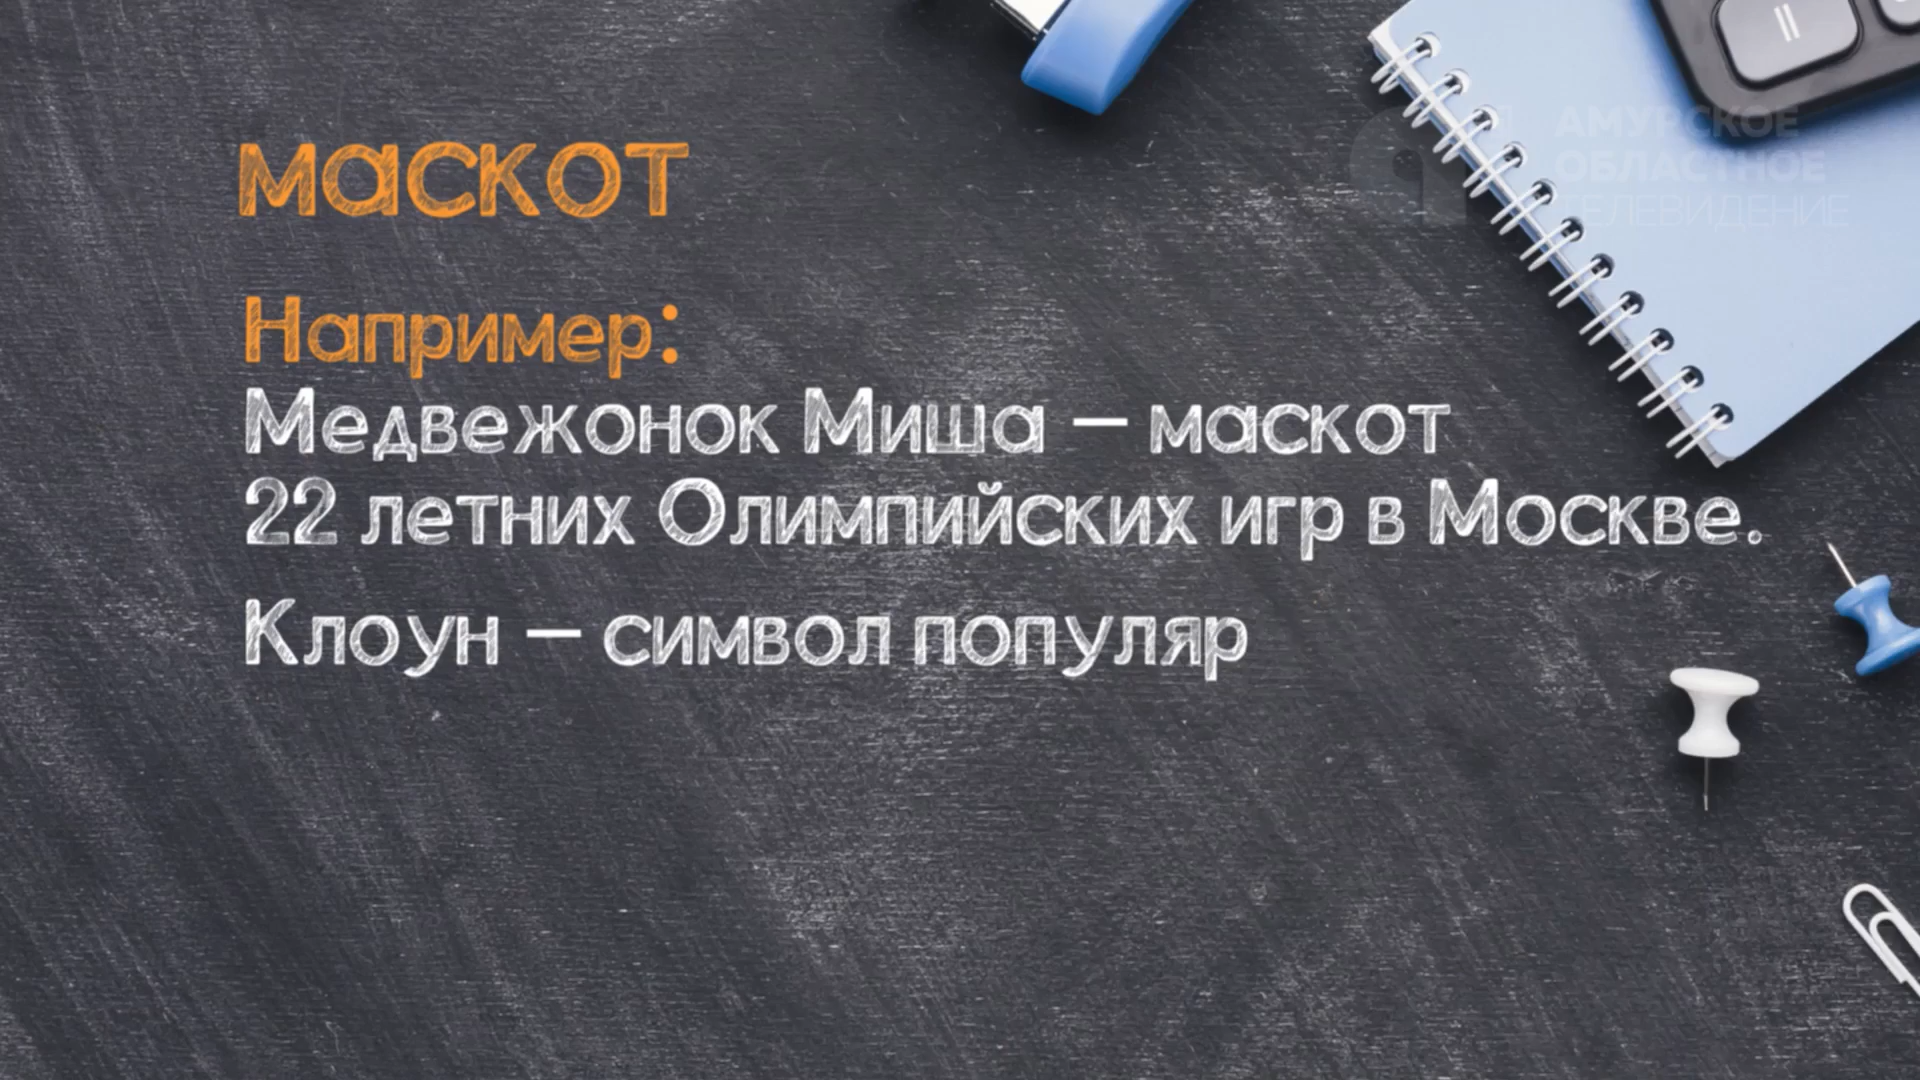 маскот
Например:
Медвежонок Миша – маскот
22 летних Олимпийских игр в Москве.
Клоун – символ популяр
АМУРСКОЕ
ОБЛАСТНОЕ
ТЕЛЕВИДЕНИЕ